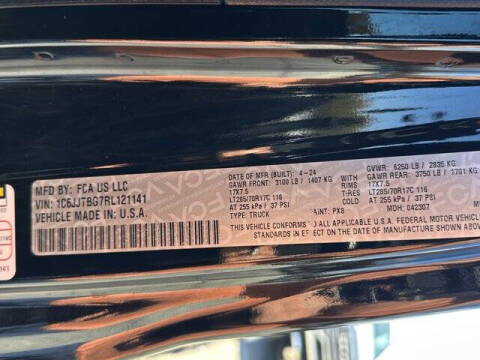 MFD BY: FCA US LLC
VIN: 1C6JJTBG7RL121141
VEHICLE MADE IN U.S.A.
DATE OF MFR (BUILT): 4-24
GAWR FRONT: 3100 LB / 1407 KG
17X7.5 RIMS
LT285/70R17C 116
AT 255 kPa / 37 PSI
TYPE: TRUCK
PAINT: PX8
THIS VEHICLE CONFORMS TO ALL APPLICABLE U.S.A. FEDERAL MOTOR VEHICLE
GVWR: 6250 LB / 2835 KG
GAWR REAR: 3750 LB / 1701 KG
17X7.5
LT285/70R17C 116
AT 255 kPa / 37 PSI
MDH: 042307
STANDARDS IN EFFECT ON THE DATE OF MANUFACTURE SHOWN ABOVE
FCA